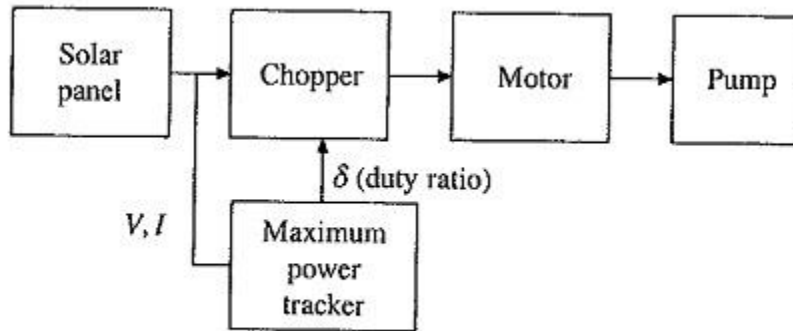 Solar
panel
Chopper
Motor
Pump
δ (duty ratio)
V, I
Maximum
power
tracker